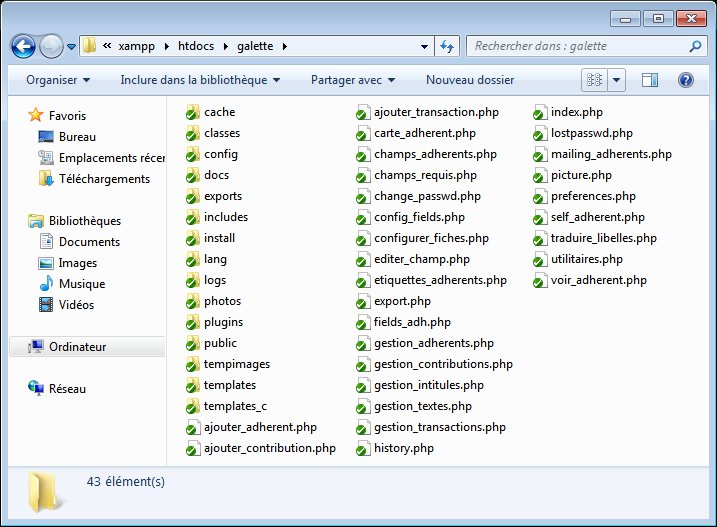 « xampp ▸ htdocs ▸ galette ▸
Rechercher dans : galette
Organiser
Inclure dans la bibliothèque
Partager avec
Nouveau dossier
Favoris
Bureau
Emplacements récer
Téléchargements
Bibliothèques
Documents
Images
Musique
Vidéos
Ordinateur
Réseau
cache
classes
config
docs
exports
includes
install
lang
logs
photos
plugins
public
tempimages
templates
templates_c
ajouter_adherent.php
ajouter_contribution.php
ajouter_transaction.php
carte_adherent.php
champs_adherents.php
champs_requis.php
change_passwd.php
config_fields.php
configurer_fiches.php
editer_champ.php
etiquettes_adherents.php
export.php
fields_adh.php
gestion_adherents.php
gestion_contributions.php
gestion_intitules.php
gestion_textes.php
gestion_transactions.php
history.php
index.php
lostpasswd.php
mailing_adherents.php
picture.php
preferences.php
self_adherent.php
traduire_libelles.php
utilitaires.php
voir_adherent.php
43 élément(s)